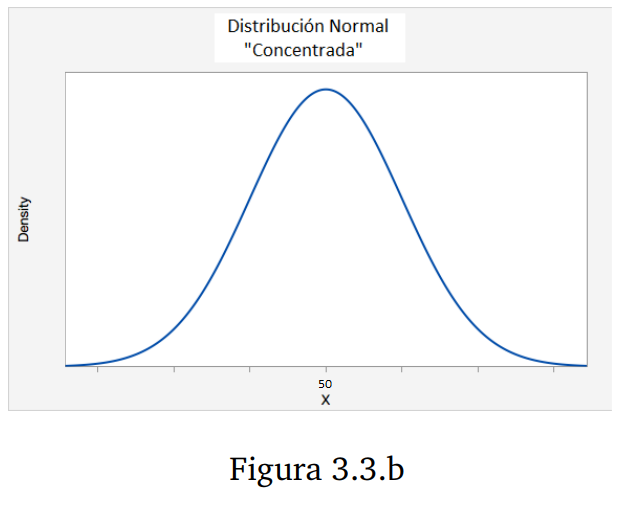 Distribución Normal
"Concentrada"
Density
50
X
Figura 3.3.b